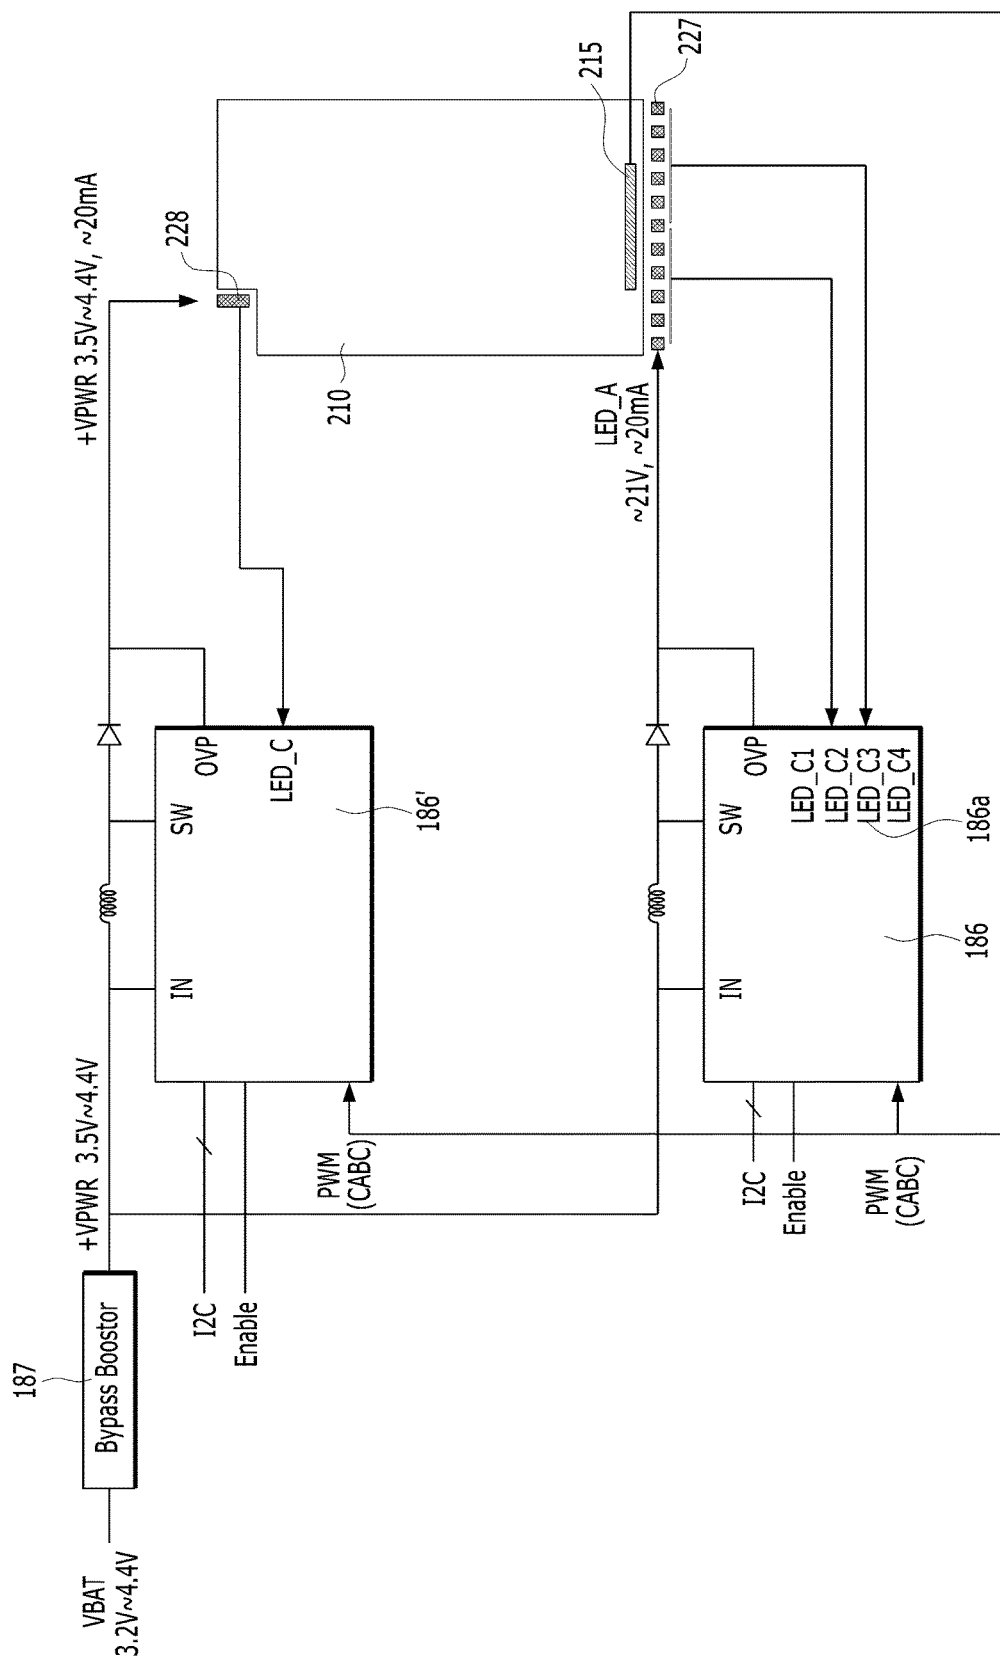 VBAT
3.2V~4.4V
187
Bypass Boostor
+VPWR 3.5V~4.4V
I2C
Enable
PWM
(CABC)
IN
SW
OVP
LED_C
186'
+VPWR 3.5V~4.4V, ~20mA
228
210
215
227
LED_A
~21V, ~20mA
I2C
Enable
PWM
(CABC)
IN
SW
OVP
LED_C1
LED_C2
LED_C3
LED_C4
186
186a